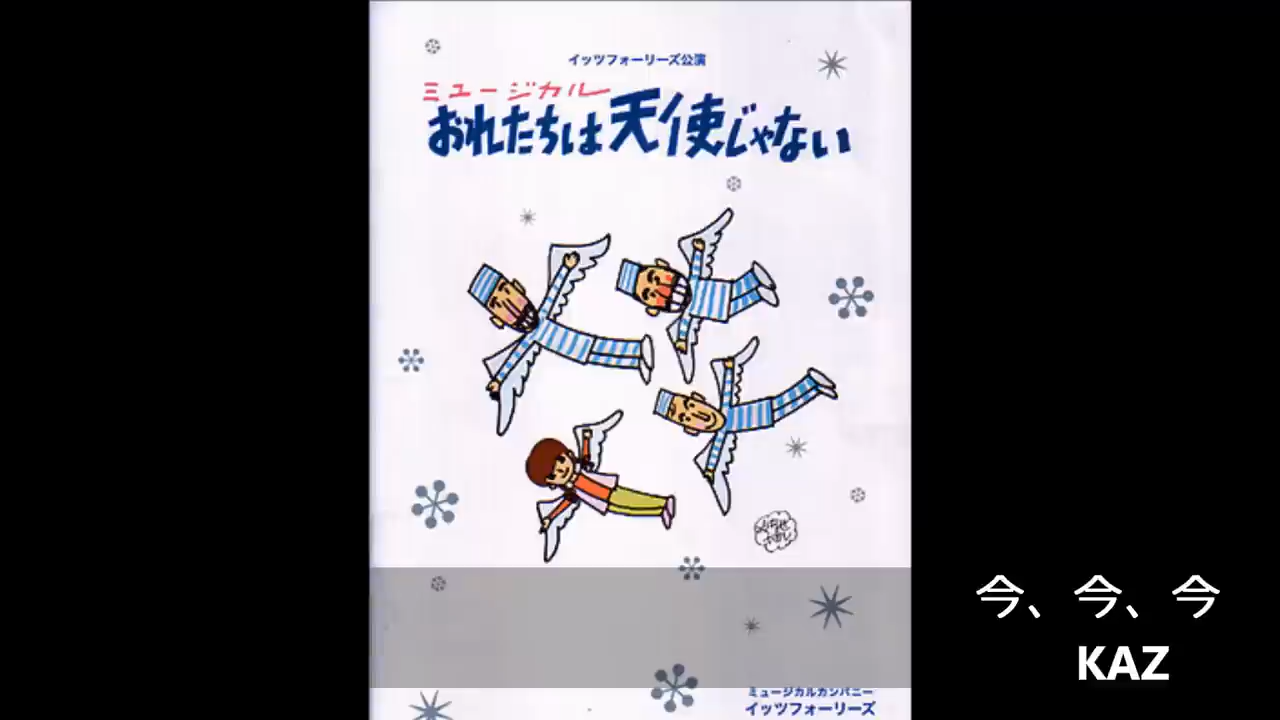 イッツフォーリーズ公演
ミュージカル
おれたちは天使じゃない
今、今、今
KAZ
ミュージカルカンパニー
イッツフォーリーズ